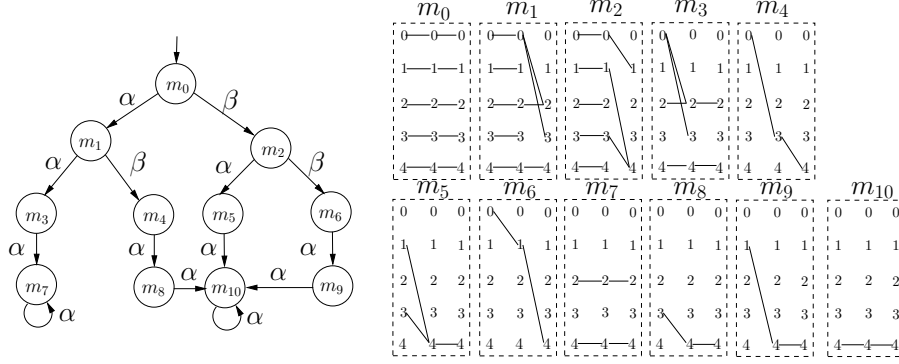 m0 m1 m2 m3 m4
0 0 0 0 0 0 0 0 0 0 0 0 0 0 0
1 1 1 1 1 1 1 1 1 1 1 1 1 1 1
2 2 2 2 2 2 2 2 2 2 2 2 2 2 2
3 3 3 3 3 3 3 3 3 3 3 3 3 3 3
4 4 4 4 4 4 4 4 4 4 4 4 4 4 4
m5 m6 m7 m8 m9 m10
0 0 0 0 0 0 0 0 0 0 0 0 0 0 0 0 0 0
1 1 1 1 1 1 1 1 1 1 1 1 1 1 1 1 1 1
2 2 2 2 2 2 2 2 2 2 2 2 2 2 2 2 2 2
3 3 3 3 3 3 3 3 3 3 3 3 3 3 3 3 3 3
4 4 4 4 4 4 4 4 4 4 4 4 4 4 4 4 4 4
m0
α β
m1 m2
α β α β
m3 m4 m5 m6
α α α α
m7 m8 α m10 α m9
α α